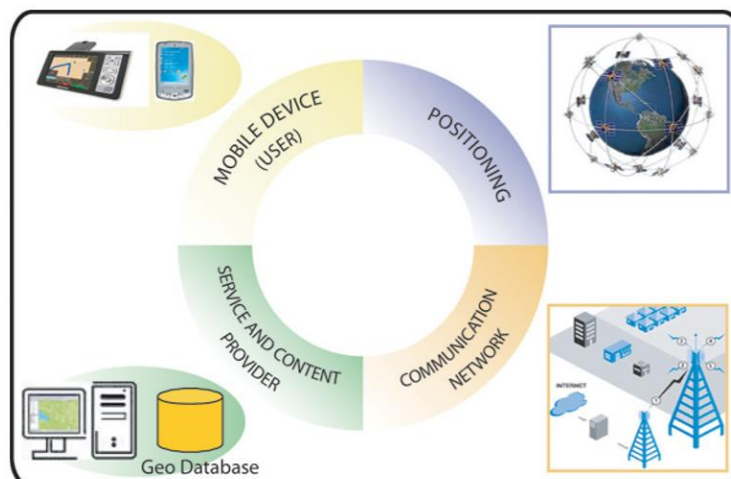 MOBILE DEVICE
(USER)
POSITIONING
SERVICE AND CONTENT
PROVIDER
COMMUNICATION
NETWORK
INTERNET
Geo Database